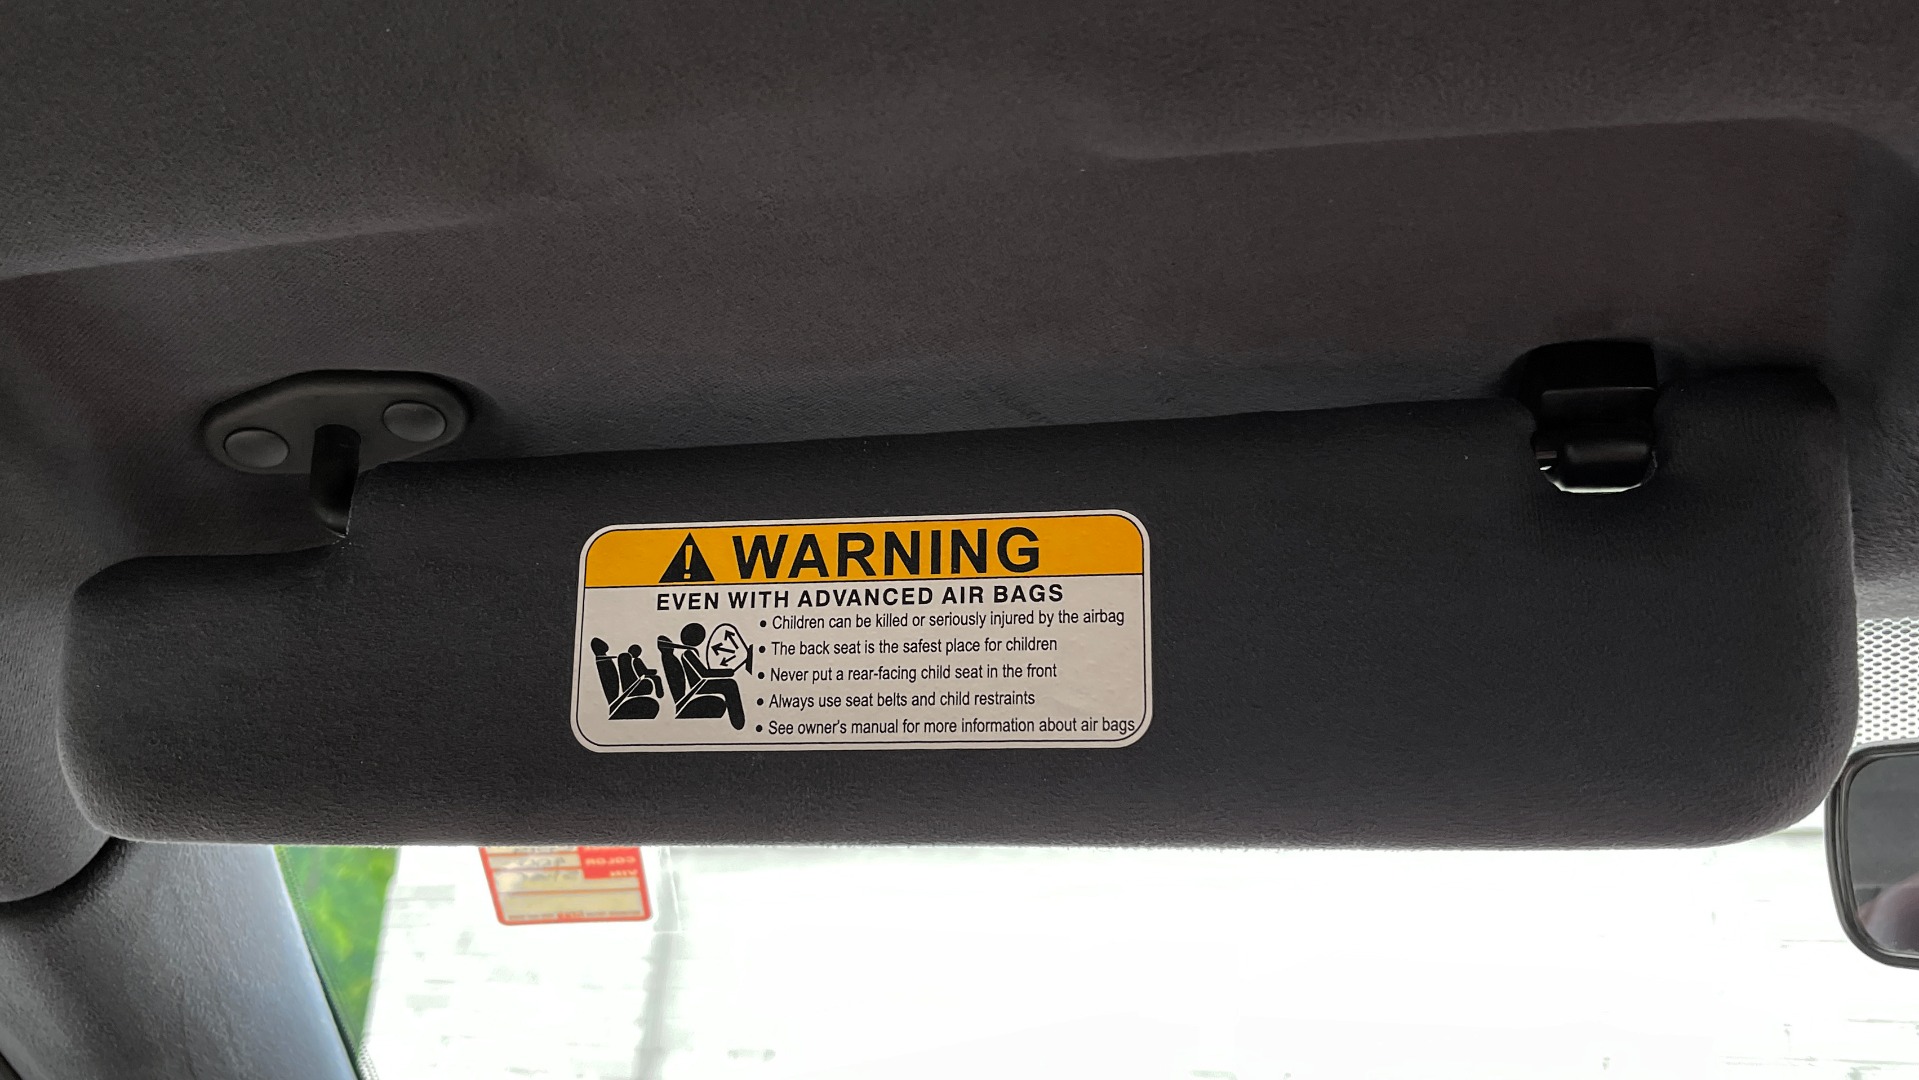 WARNING
EVEN WITH ADVANCED AIR BAGS
• Children can be killed or seriously injured by the airbag
• The back seat is the safest place for children
• Never put a rear-facing child seat in the front
• Always use seat belts and child restraints
• See owner's manual for more information about air bags
COLOR
VIN